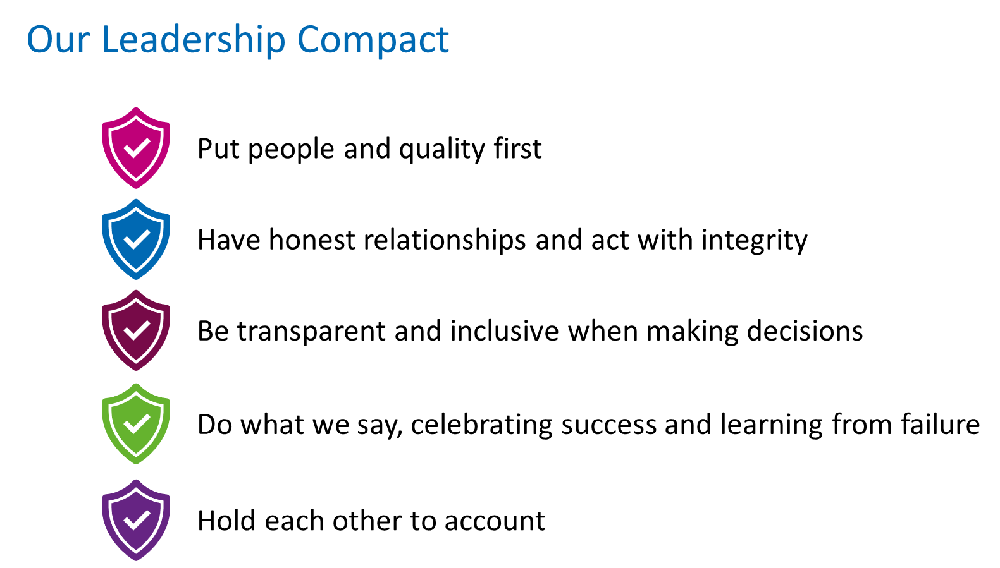 Our Leadership Compact
Put people and quality first
Have honest relationships and act with integrity
Be transparent and inclusive when making decisions
Do what we say, celebrating success and learning from failure
Hold each other to account